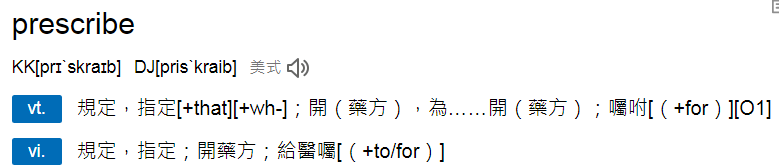 prescribe
KK[prɪˋskraɪb] DJ[prisˋkraib] 美式
vt. 規定，指定[+that][+wh-]；開（藥方），為……開（藥方）；囑咐[（+for）][O1]
vi. 規定，指定；開藥方；給醫囑[（+to/for）]